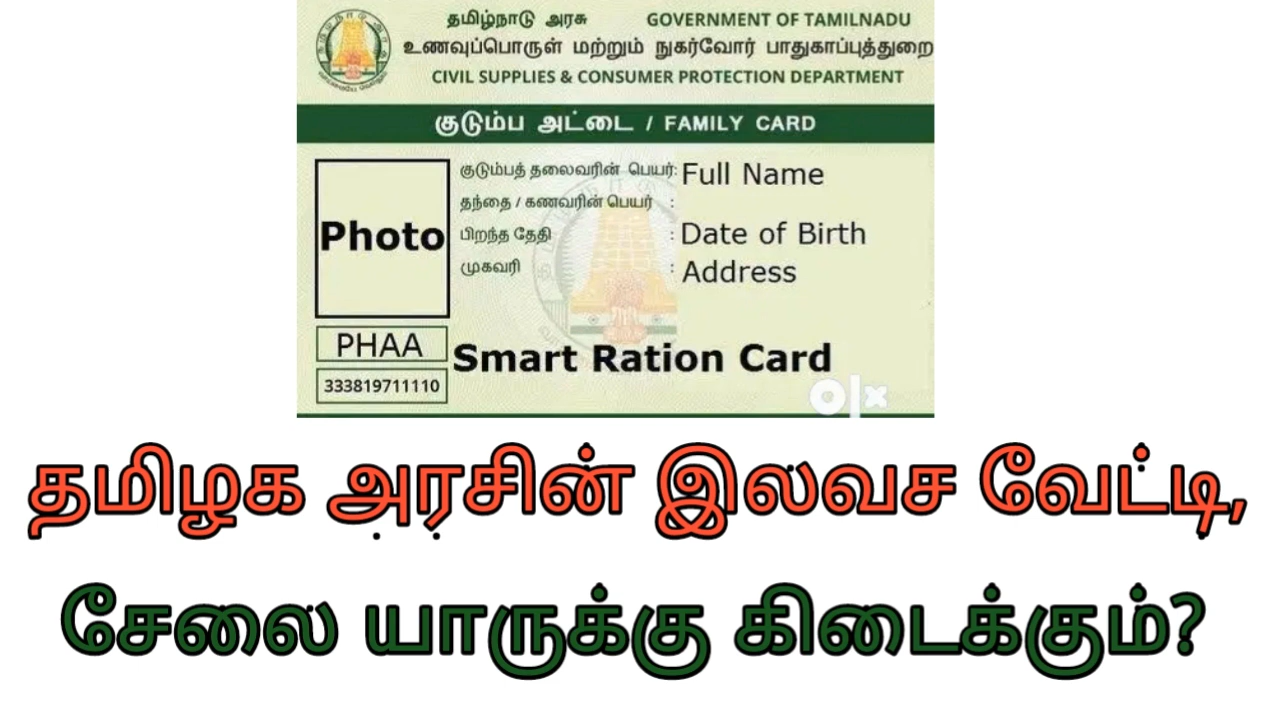 தமிழ்நாடு அரசு GOVERNMENT OF TAMILNADU
உணவுப்பொருள் மற்றும் நுகர்வோர் பாதுகாப்புத்துறை
CIVIL SUPPLIES & CONSUMER PROTECTION DEPARTMENT
குடும்ப அட்டை / FAMILY CARD
குடும்பத் தலைவரின் பெயர்: Full Name
தந்தை / கணவரின் பெயர் :
பிறந்த தேதி : Date of Birth
முகவரி : Address
Photo
PHAA
Smart Ration Card
333819711110
olx
தமிழக அரசின் இலவச வேட்டி,
சேலை யாருக்கு கிடைக்கும்?